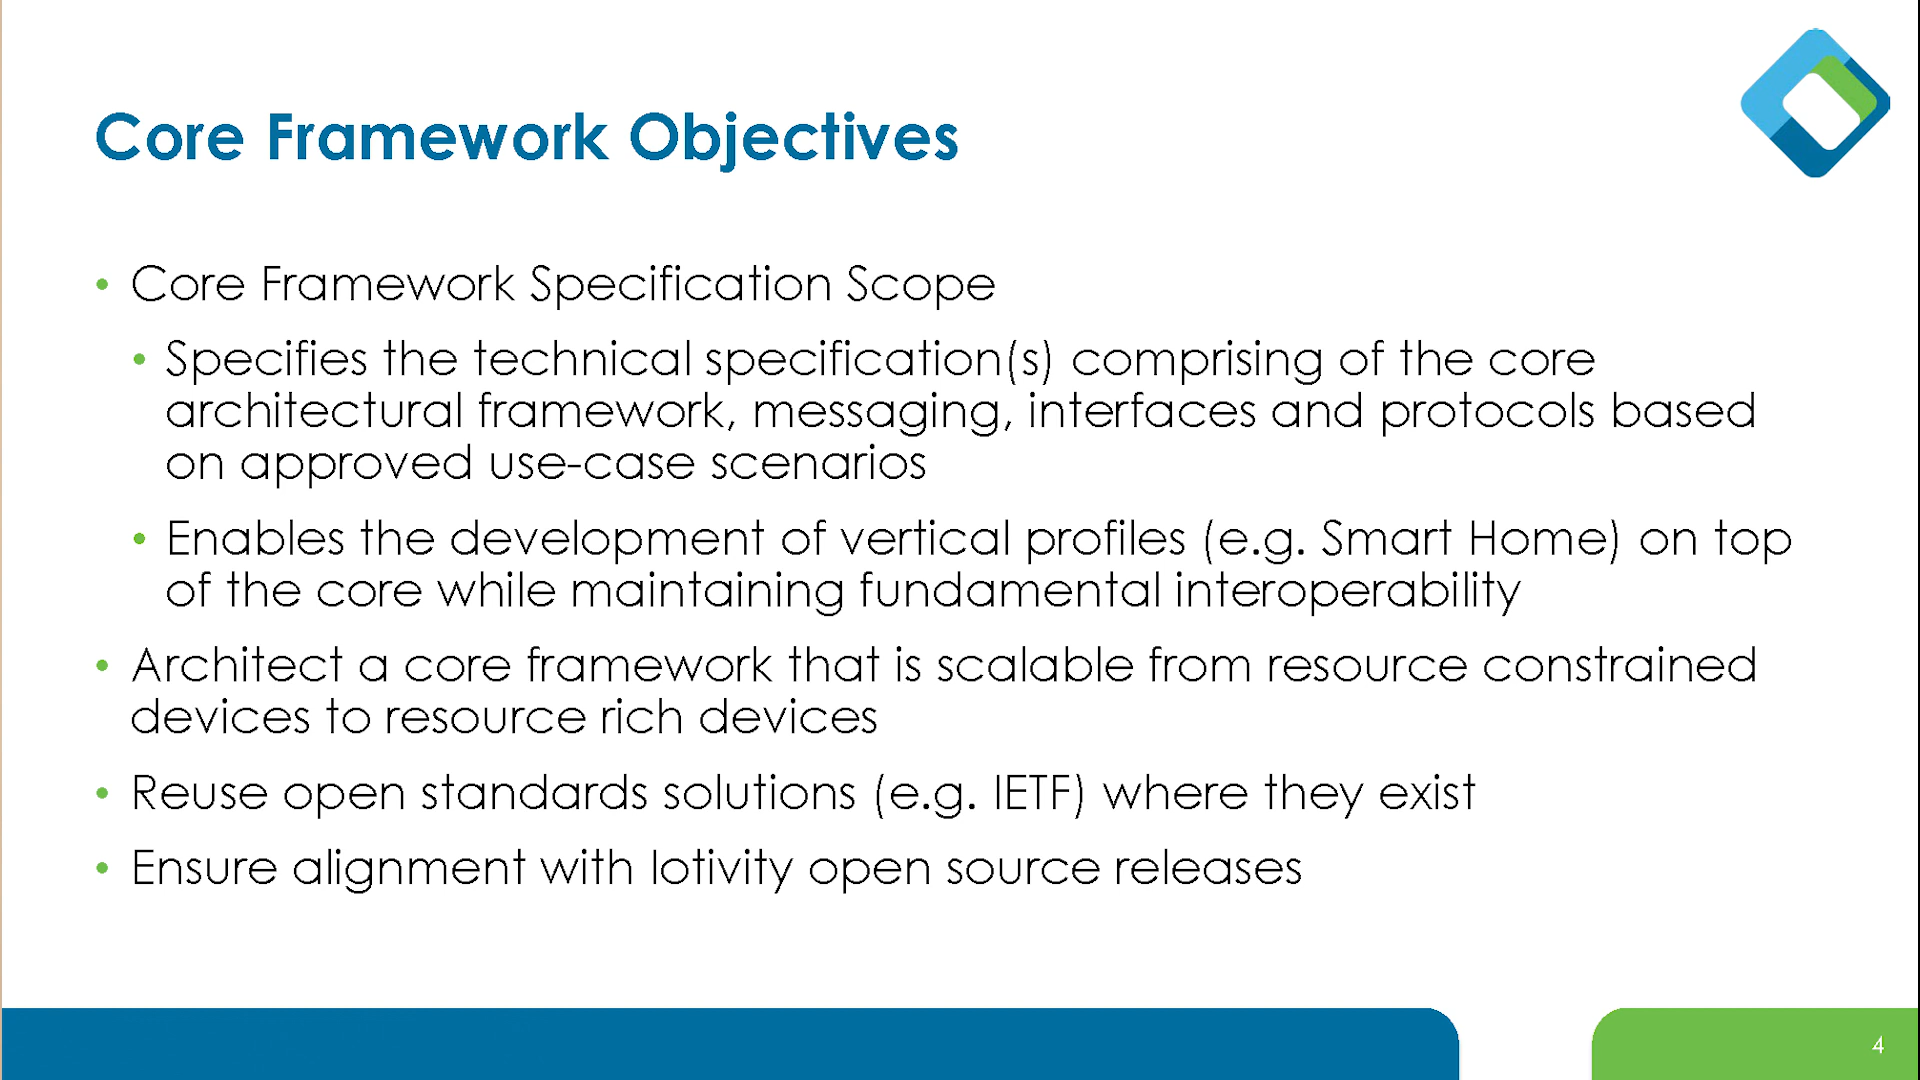 Core Framework Objectives
• Core Framework Specification Scope
• Specifies the technical specification(s) comprising of the core
architectural framework, messaging, interfaces and protocols based
on approved use-case scenarios
• Enables the development of vertical profiles (e.g. Smart Home) on top
of the core while maintaining fundamental interoperability
• Architect a core framework that is scalable from resource constrained
devices to resource rich devices
• Reuse open standards solutions (e.g. IETF) where they exist
• Ensure alignment with Iotivity open source releases
4